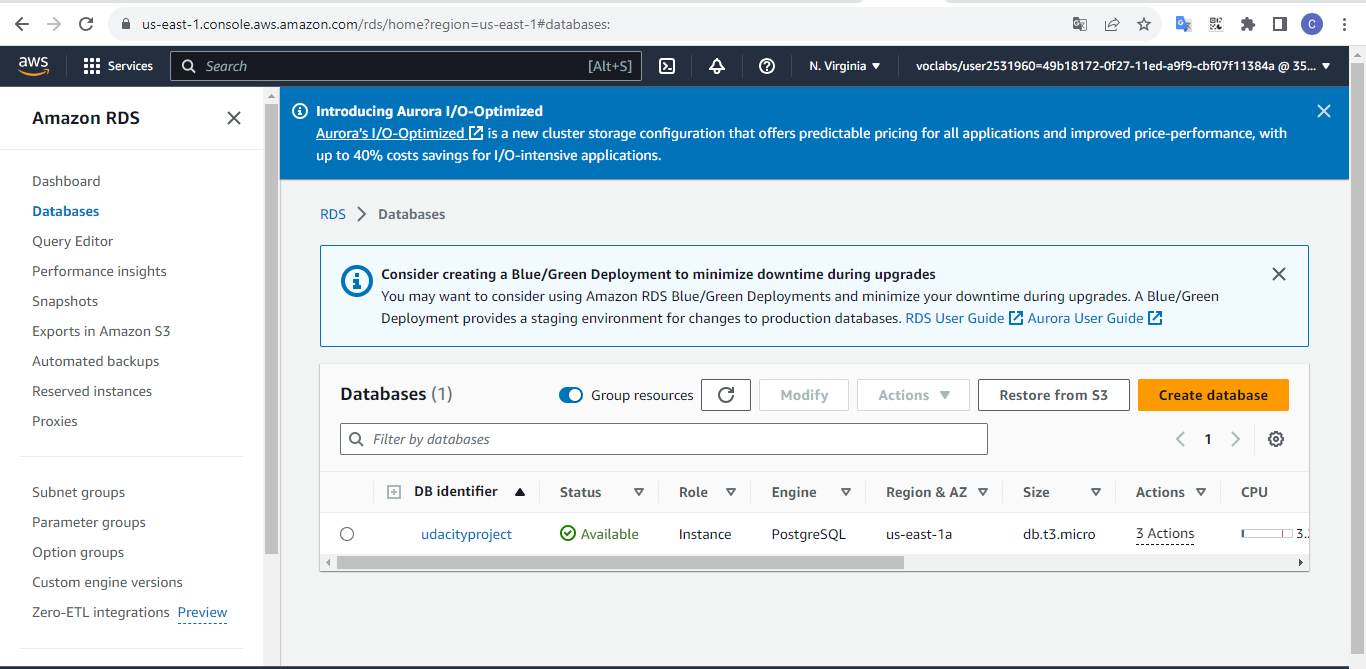 us-east-1.console.aws.amazon.com/rds/home?region=us-east-1#databases:
C
aws
Services
Search
[Alt+S]
N. Virginia
voclabs/user2531960=49b18172-0f27-11ed-a9f9-cbf07f11384a @ 35...
Amazon RDS
Dashboard
Databases
Query Editor
Performance insights
Snapshots
Exports in Amazon S3
Automated backups
Reserved instances
Proxies
Subnet groups
Parameter groups
Option groups
Custom engine versions
Zero-ETL integrations Preview
Introducing Aurora I/O-Optimized
Aurora's I/O-Optimized is a new cluster storage configuration that offers predictable pricing for all applications and improved price-performance, with
up to 40% costs savings for I/O-intensive applications.
RDS Databases
Consider creating a Blue/Green Deployment to minimize downtime during upgrades
You may want to consider using Amazon RDS Blue/Green Deployments and minimize your downtime during upgrades. A Blue/Green
Deployment provides a staging environment for changes to production databases. RDS User Guide Aurora User Guide
Databases (1)
Group resources
Modify
Actions
Restore from S3
Create database
Filter by databases
1
DB identifier Status Role Engine Region & AZ Size Actions CPU
udacityproject Available Instance PostgreSQL us-east-1a db.t3.micro 3 Actions